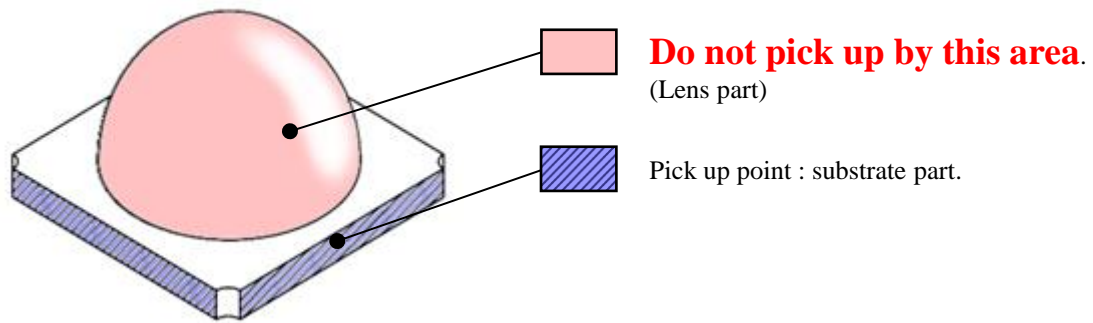 Do not pick up by this area.
(Lens part)
Pick up point : substrate part.